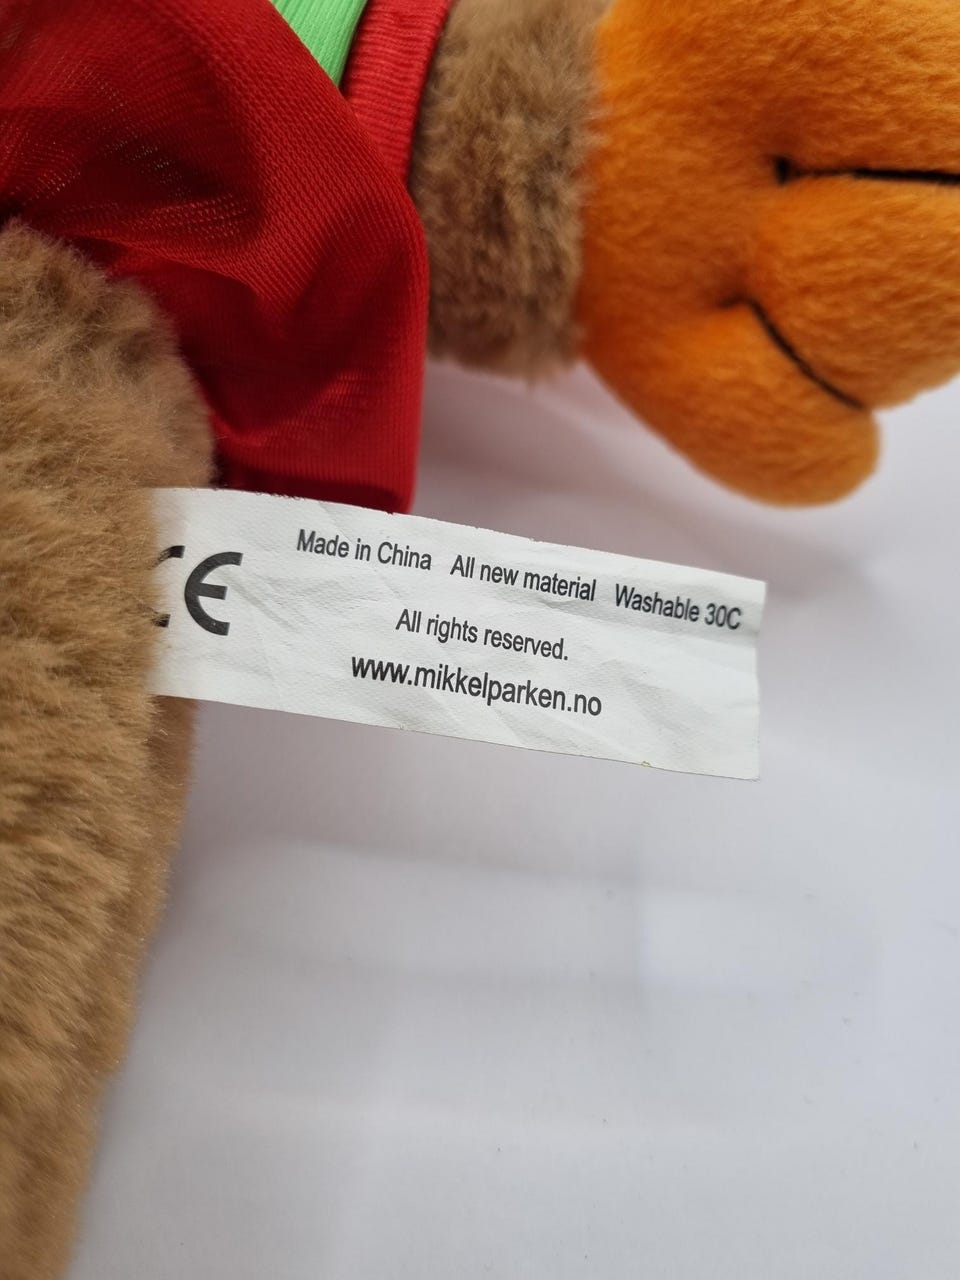 CE Made in China All new material Washable 30C
All rights reserved.
www.mikkelparken.no